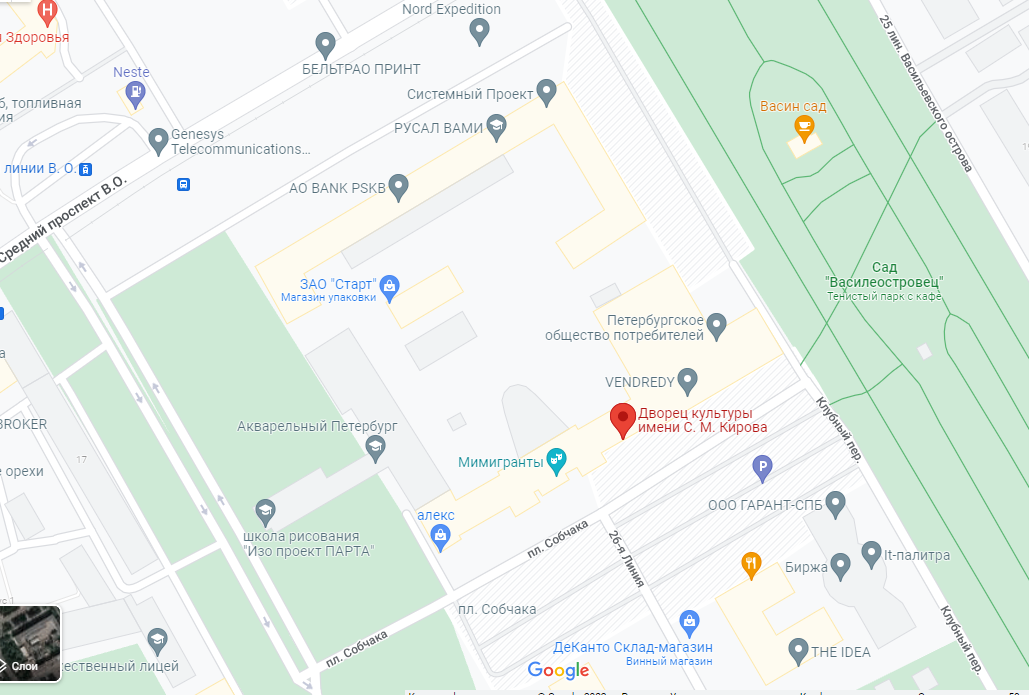 Nord Expedition
H
Здоровья
БЕЛЬТРАО ПРИНТ
Neste
б, топливная
Системный Проект
РУСАЛ ВАМИ
Genesys
Telecommunications...
линии В. О.
АО BANK PSKB
Средний проспект В.О.
25 лин. Васильевского острова
Васин сад
Сад
"Василеостровец"
Тенистый парк с кафе
ЗАО "Старт"
Магазин упаковки
Петербургское
общество потребителей
VENDREDY
Дворец культуры
имени С. М. Кирова
Клубный пер.
BROKER
Акварельный Петербург
17
Мимигранты
P
е орехи
ООО ГАРАНТ-СПБ
алекс
школа рисования
"Изо проект ПАРТА"
пл. Собчака
26-я Линия
Биржа
It-палитра
пл. Собчака
Клубный пер.
пл. Собчака
ДеКанто Склад-магазин
Винный магазин
THE IDEA
Слои
ественный лицей
Google